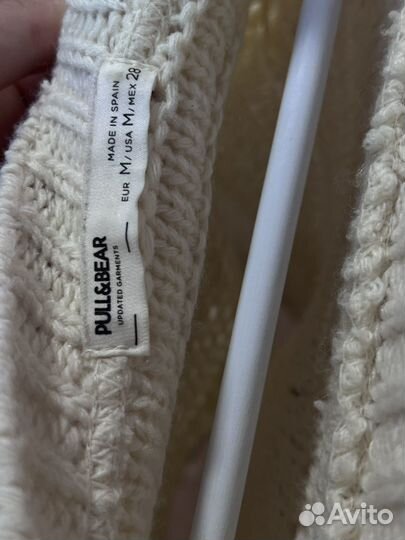 PULL&BEAR
UPDATED GARMENTS
EUR M / USA M / MEX 28
MADE IN SPAIN
Avito